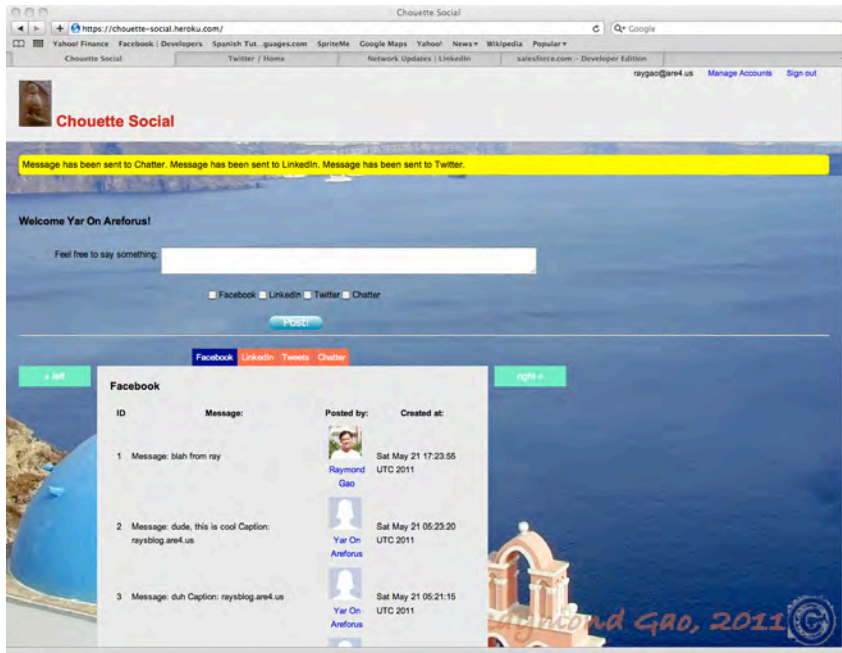 Chouette Social
https://chouette-social.heroku.com/
Google
Yahoo! Finance Facebook | Developers Spanish Tut...guages.com SpriteMe Google Maps Yahoo! News Wikipedia Popular
Chouette Social Twitter / Home Network Updates | LinkedIn salesforce.com - Developer Edition
raygao@are4.us Manage Accounts Sign out
Chouette Social
Message has been sent to Chatter. Message has been sent to LinkedIn. Message has been sent to Twitter.
Welcome Yar On Areforus!
Feel free to say something:
Facebook LinkedIn Twitter Chatter
Post!
Facebook LinkedIn Tweets Chatter
« left
right »
Facebook
ID Message: Posted by: Created at:
1 Message: blah from ray Sat May 21 17:23:55
Raymond UTC 2011
Gao
2 Message: dude, this is cool Caption: Sat May 21 05:23:20
raysblog.are4.us Yar On UTC 2011
Areforus
3 Message: duh Caption: raysblog.are4.us Sat May 21 05:21:15
Yar On UTC 2011
Areforus
Raymond Gao, 2011 ©